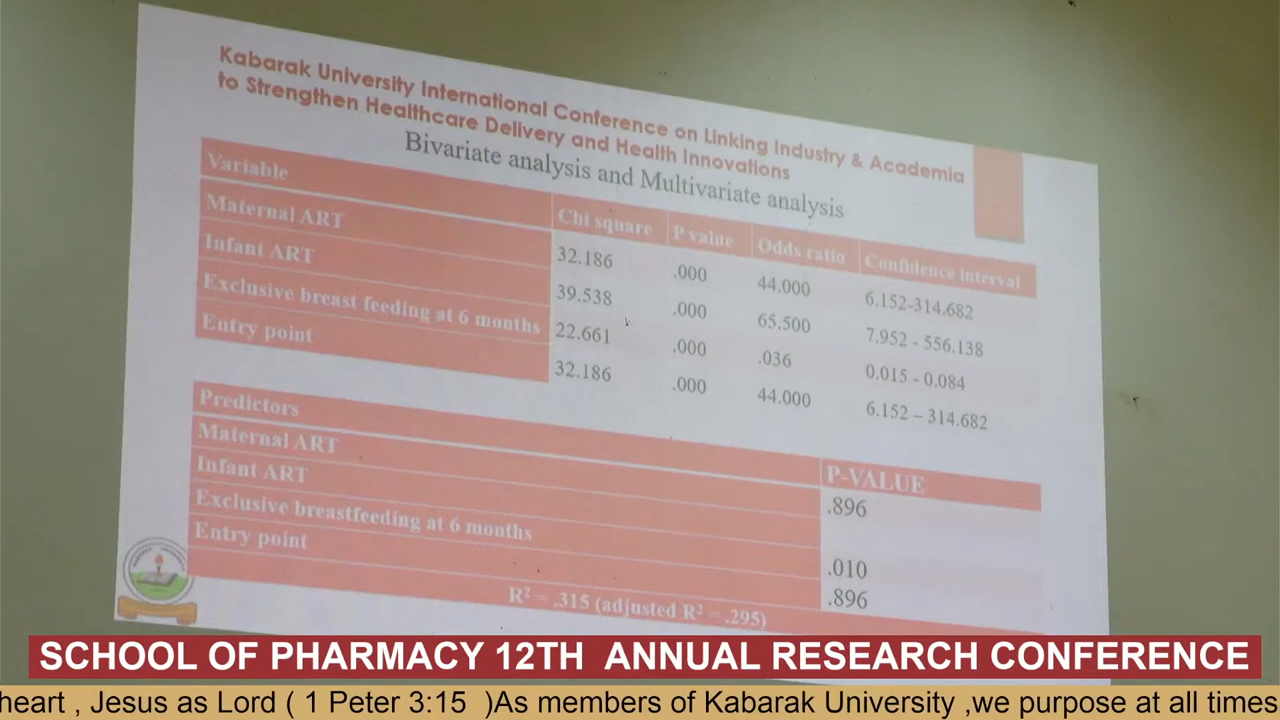 Kabarak University International Conference on Linking Industry & Academia
to Strengthen Healthcare Delivery and Health Innovations
Bivariate analysis and Multivariate analysis
Variable Chi square P value Odds ratio Confidence interval
Maternal ART 32.186 .000 44.000 6.152-314.682
Infant ART 39.538 .000 65.500 7.952 - 556.138
Exclusive breast feeding at 6 months 22.661 .000 .036 0.015 - 0.084
Entry point 32.186 .000 44.000 6.152 – 314.682
Predictors P-VALUE
Maternal ART .896
Infant ART
Exclusive breastfeeding at 6 months .010
Entry point .896
R² = .315 (adjusted R² = .295)
SCHOOL OF PHARMACY 12TH ANNUAL RESEARCH CONFERENCE
heart , Jesus as Lord ( 1 Peter 3:15 )As members of Kabarak University ,we purpose at all times